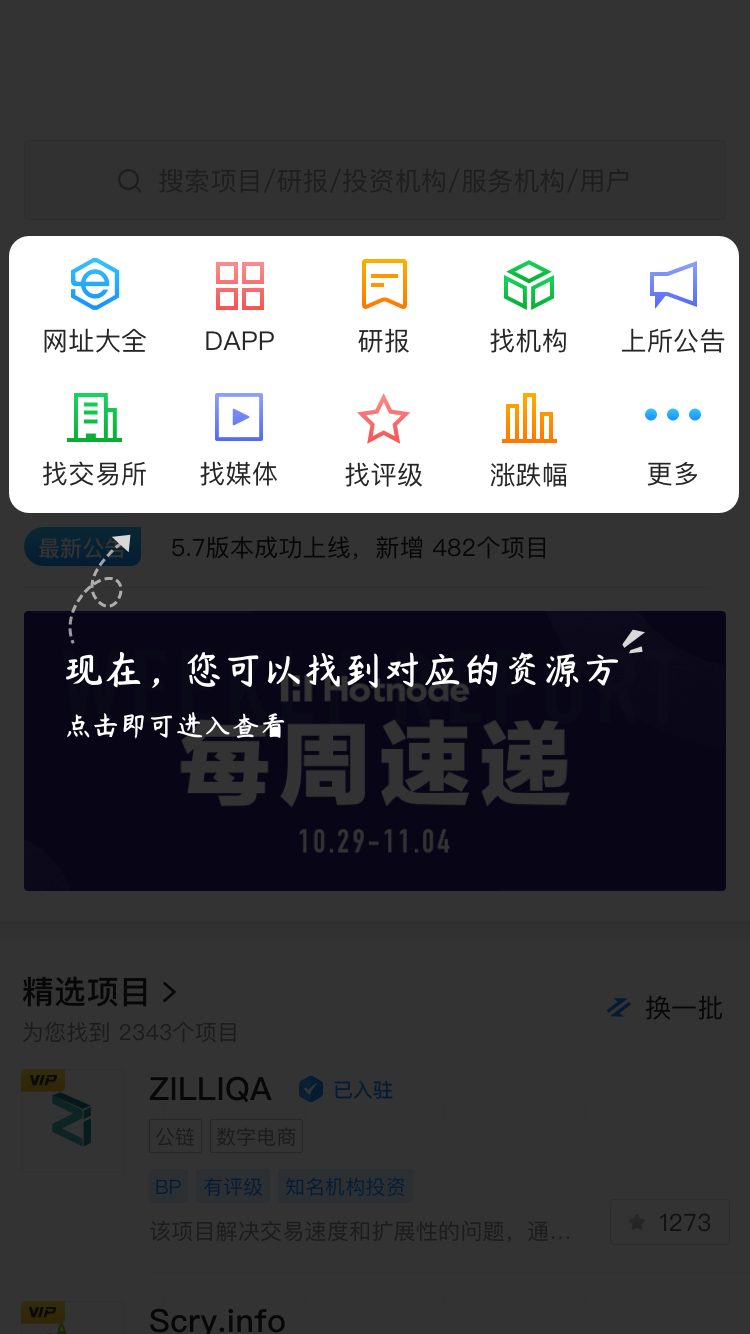 搜索项目/研报/投资机构/服务机构/用户
网址大全
DAPP
研报
找机构
上所公告
找交易所
找媒体
找评级
涨跌幅
更多
最新公告
5.7版本成功上线，新增 482个项目
现在，您可以找到对应的资源方
Hotnode
点击即可进入查看
每周速递
10.29-11.04
精选项目
换一批
为您找到 2343个项目
VIP
ZILLIQA
已入驻
公链
数字电商
BP
有评级
知名机构投资
该项目解决交易速度和扩展性的问题，通...
1273
VIP
Scry.info